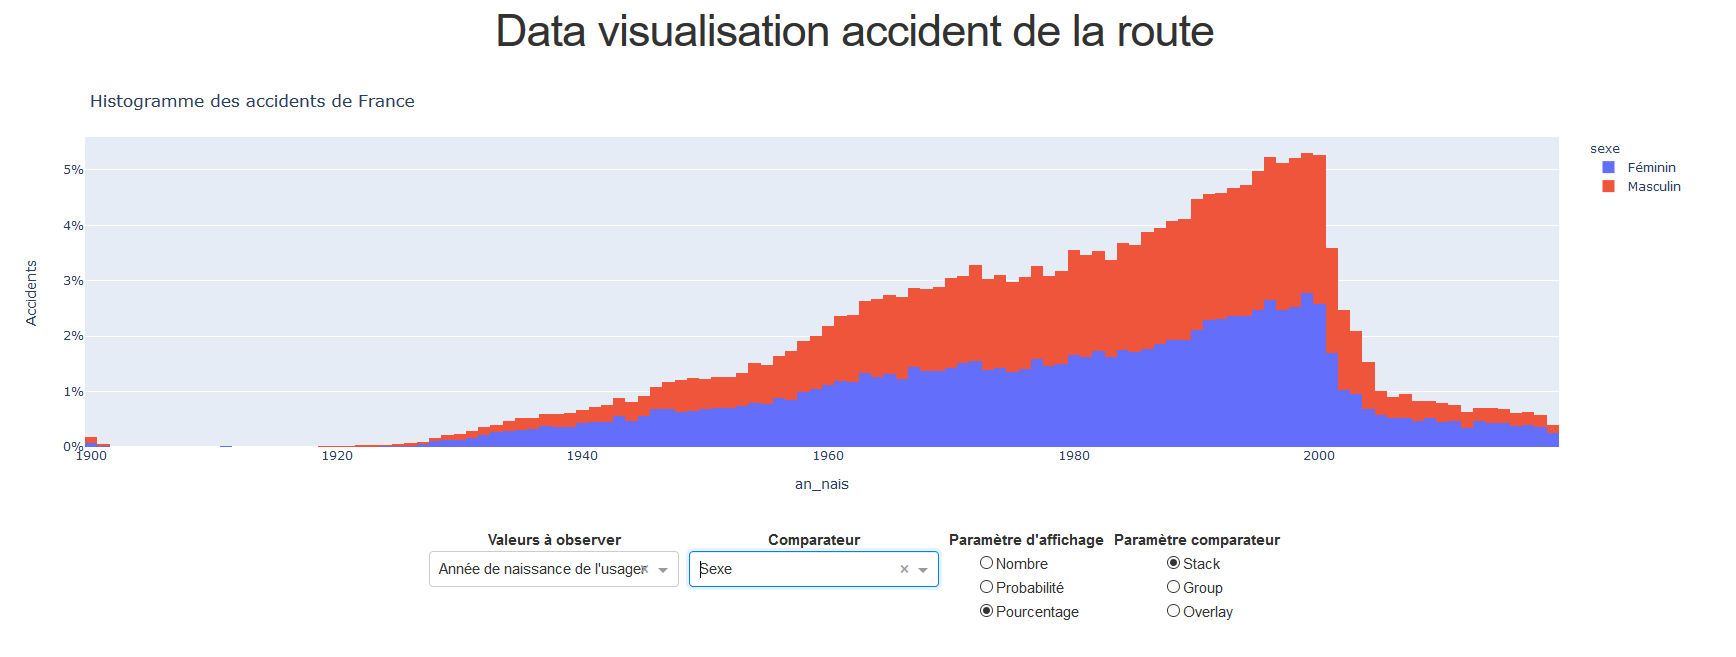 Data visualisation accident de la route
Histogramme des accidents de France
5%
4%
3%
2%
1%
0%
Accidents
1900
1920
1940
1960
1980
2000
an_nais
sexe
Féminin
Masculin
Valeurs à observer
Année de naissance de l'usager
Comparateur
Sexe
Paramètre d'affichage
Nombre
Probabilité
Pourcentage
Paramètre comparateur
Stack
Group
Overlay